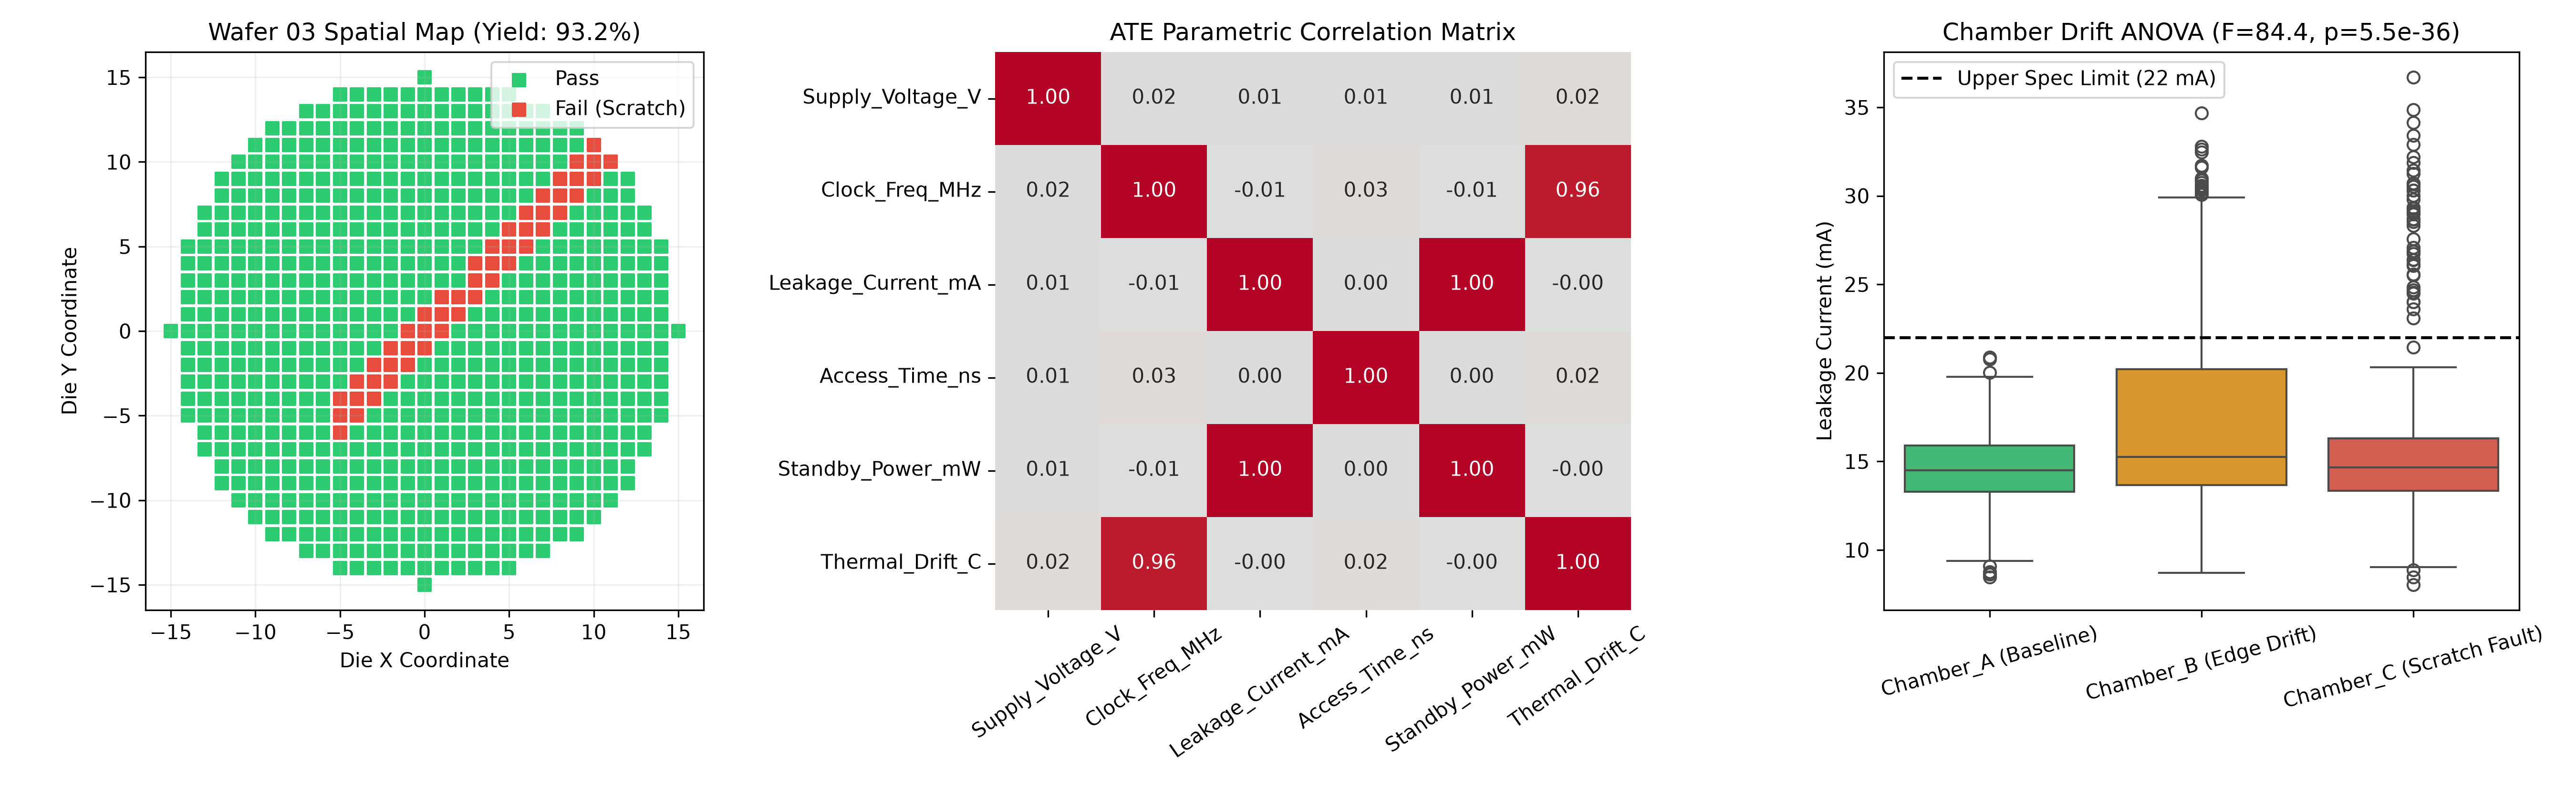 Wafer 03 Spatial Map (Yield: 93.2%)
Pass
Fail (Scratch)
15
10
5
0
−5
−10
−15
Die Y Coordinate
−15 −10 −5 0 5 10 15
Die X Coordinate
ATE Parametric Correlation Matrix
Supply_Voltage_V 1.00 0.02 0.01 0.01 0.01 0.02
Clock_Freq_MHz 0.02 1.00 -0.01 0.03 -0.01 0.96
Leakage_Current_mA 0.01 -0.01 1.00 0.00 1.00 -0.00
Access_Time_ns 0.01 0.03 0.00 1.00 0.00 0.02
Standby_Power_mW 0.01 -0.01 1.00 0.00 1.00 -0.00
Thermal_Drift_C 0.02 0.96 -0.00 0.02 -0.00 1.00
Supply_Voltage_V
Clock_Freq_MHz
Leakage_Current_mA
Access_Time_ns
Standby_Power_mW
Thermal_Drift_C
Chamber Drift ANOVA (F=84.4, p=5.5e-36)
Upper Spec Limit (22 mA)
35
30
25
20
15
10
Leakage Current (mA)
Chamber_A (Baseline)
Chamber_B (Edge Drift)
Chamber_C (Scratch Fault)